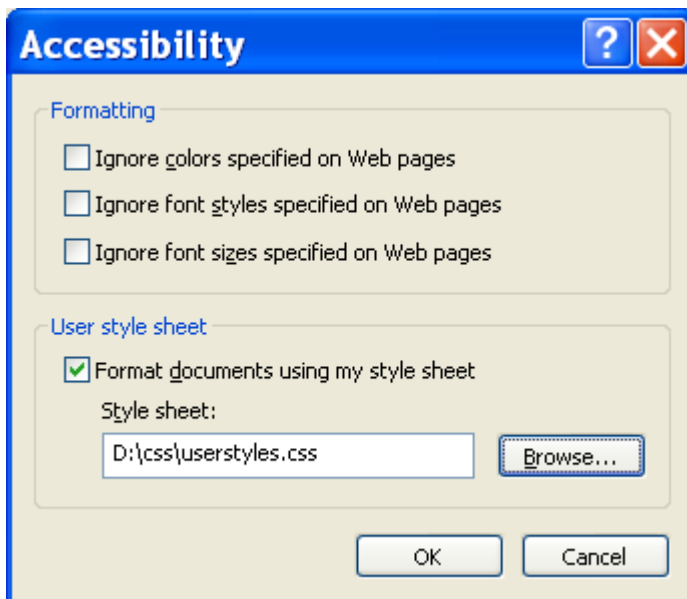 Accessibility
?
Formatting
Ignore colors specified on Web pages
Ignore font styles specified on Web pages
Ignore font sizes specified on Web pages
User style sheet
Format documents using my style sheet
Style sheet:
D:\css\userstyles.css Browse...
OK Cancel